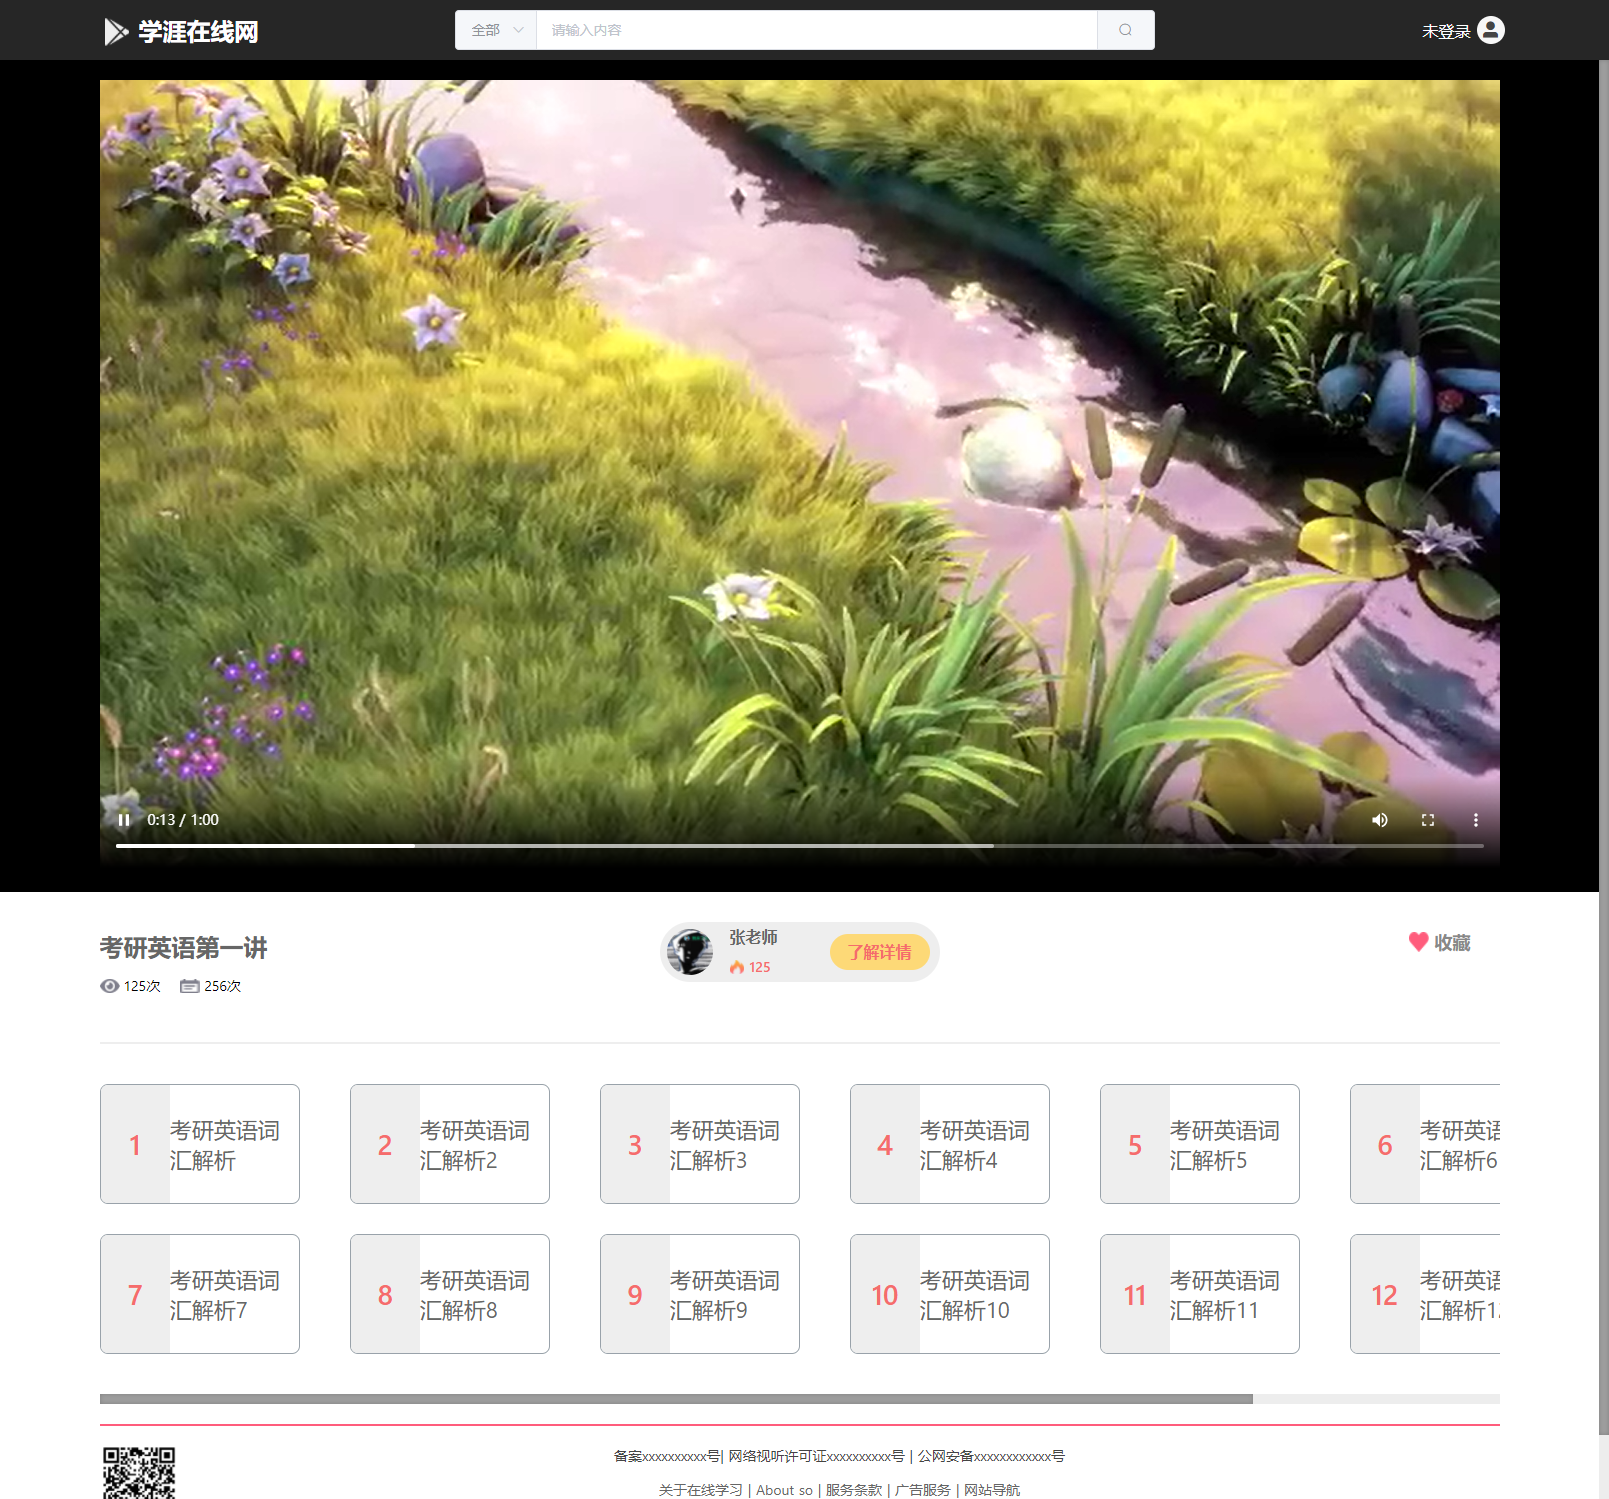 学涯在线网
全部
请输入内容
未登录
0:13 / 1:00
考研英语第一讲
125次
256次
张老师
125
了解详情
收藏
1
考研英语词
汇解析
2
考研英语词
汇解析2
3
考研英语词
汇解析3
4
考研英语词
汇解析4
5
考研英语词
汇解析5
6
考研英语
汇解析6
7
考研英语词
汇解析7
8
考研英语词
汇解析8
9
考研英语词
汇解析9
10
考研英语词
汇解析10
11
考研英语词
汇解析11
12
考研英语
汇解析12
备案xxxxxxxxxx号| 网络视听许可证xxxxxxxxxx号 | 公网安备xxxxxxxxxxxx号
关于在线学习 | About so | 服务条款 | 广告服务 | 网站导航